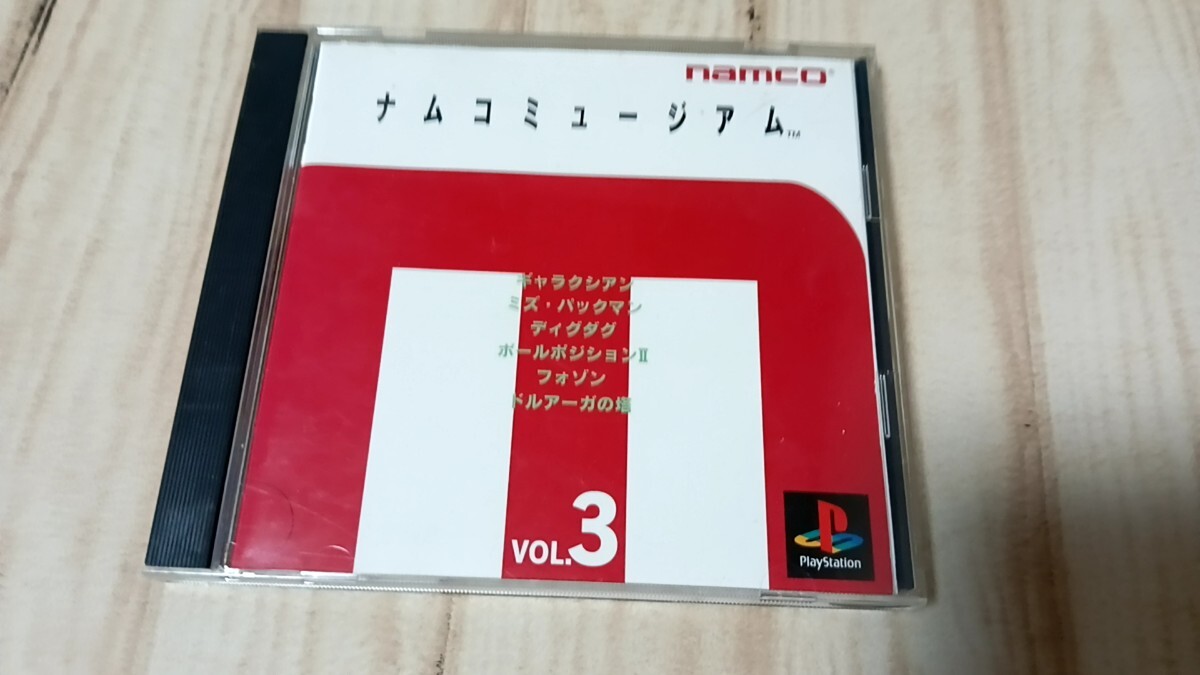 namco®
ナムコミュージアム™
ギャラクシアン
ミズ・パックマン
ディグダグ
ポールポジションⅡ
フォゾン
ドルアーガの塔
VOL.3
PlayStation